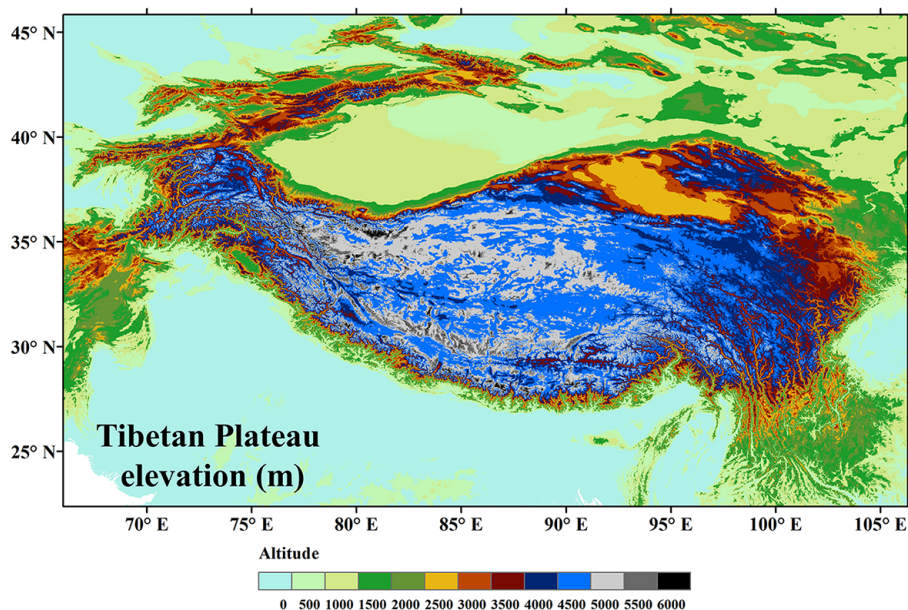 45° N
40° N
35° N
30° N
25° N
Tibetan Plateau
elevation (m)
70° E 75° E 80° E 85° E 90° E 95° E 100° E 105° E
Altitude
0 500 1000 1500 2000 2500 3000 3500 4000 4500 5000 5500 6000